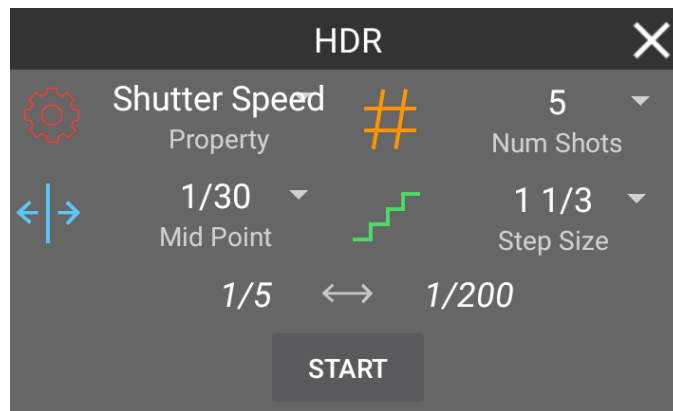 HDR
Shutter Speed 5
Property Num Shots
1/30 1 1/3
Mid Point Step Size
1/5 1/200
START